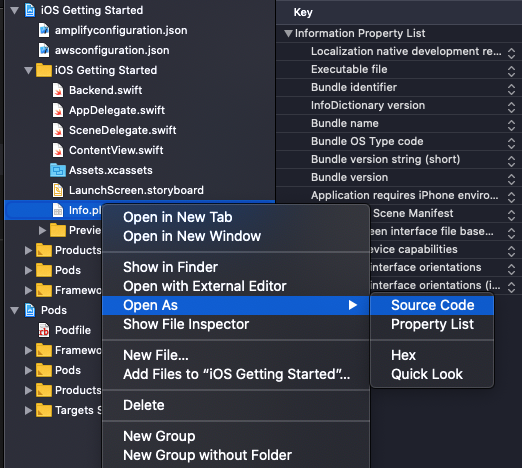 iOS Getting Started
amplifyconfiguration.json
awsconfiguration.json
iOS Getting Started
Backend.swift
AppDelegate.swift
SceneDelegate.swift
ContentView.swift
Assets.xcassets
LaunchScreen.storyboard
Info.pl
Previe
Products
Pods
Framewo
Pods
Podfile
Framewo
Pods
Products
Targets S
Key
Information Property List
Localization native development re...
Executable file
Bundle identifier
InfoDictionary version
Bundle name
Bundle OS Type code
Bundle version string (short)
Bundle version
Application requires iPhone enviro...
Scene Manifest
een interface file base...
evice capabilities
interface orientations
interface orientations (i...
Open in New Tab
Open in New Window
Show in Finder
Open with External Editor
Open As
Show File Inspector
New File...
Add Files to “iOS Getting Started”...
Delete
New Group
New Group without Folder
Source Code
Property List
Hex
Quick Look